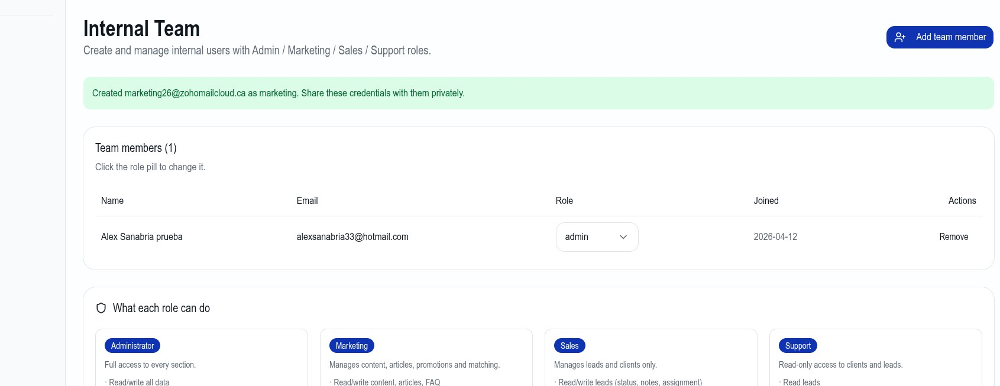 Internal Team
Create and manage internal users with Admin / Marketing / Sales / Support roles.
Add team member
Created marketing26@zohomailcloud.ca as marketing. Share these credentials with them privately.
Team members (1)
Click the role pill to change it.
Name Email Role Joined Actions
Alex Sanabria prueba alexsanabria33@hotmail.com admin 2026-04-12 Remove
What each role can do
Administrator
Full access to every section.
· Read/write all data
Marketing
Manages content, articles, promotions and matching.
· Read/write content, articles, FAQ
Sales
Manages leads and clients only.
· Read/write leads (status, notes, assignment)
Support
Read-only access to clients and leads.
· Read leads